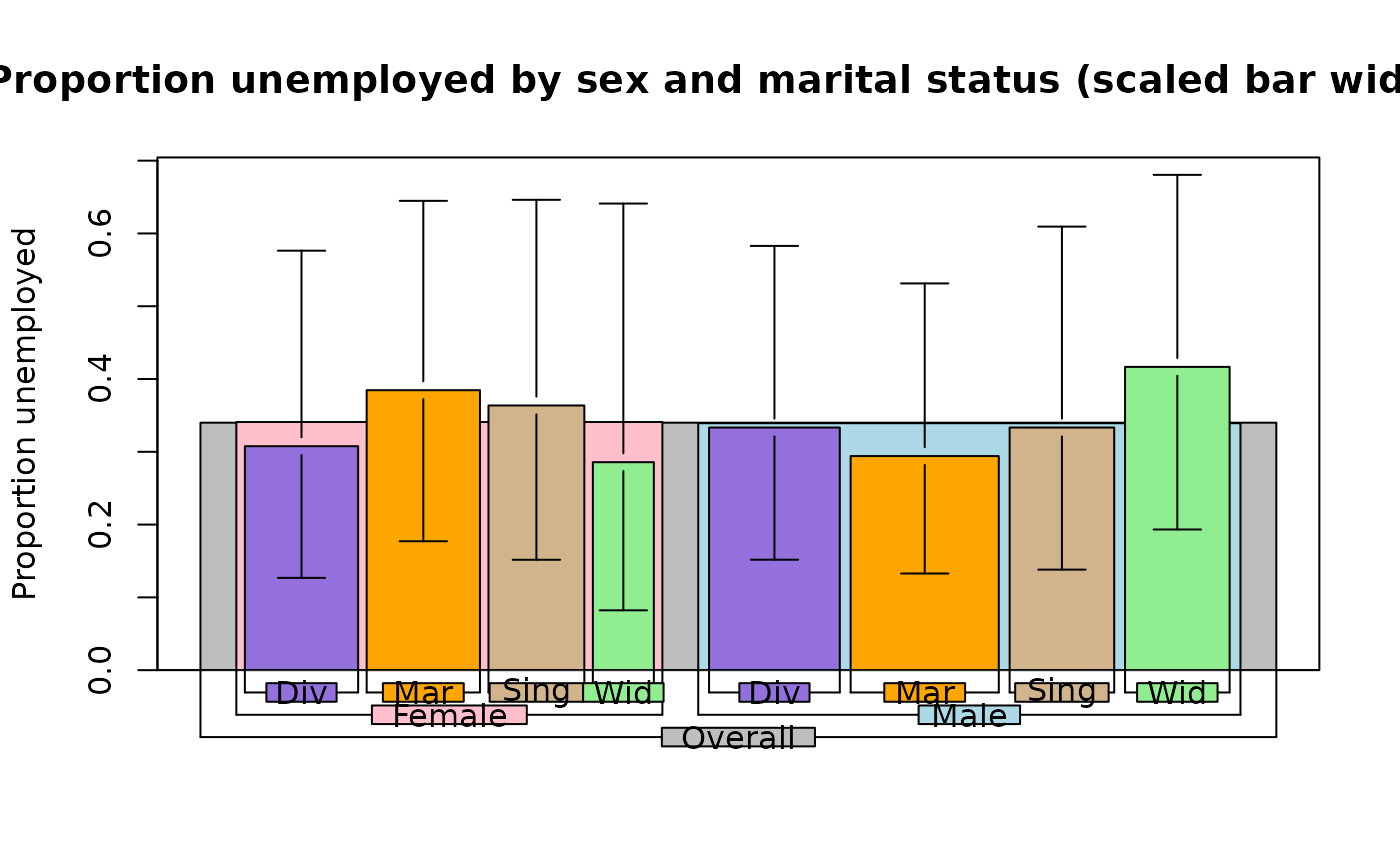 Proportion unemployed by sex and marital status (scaled bar wid
Proportion unemployed
0.6
0.4
0.2
0.0
Div Mar Sing Wid Div Mar Sing Wid
Female Male
Overall